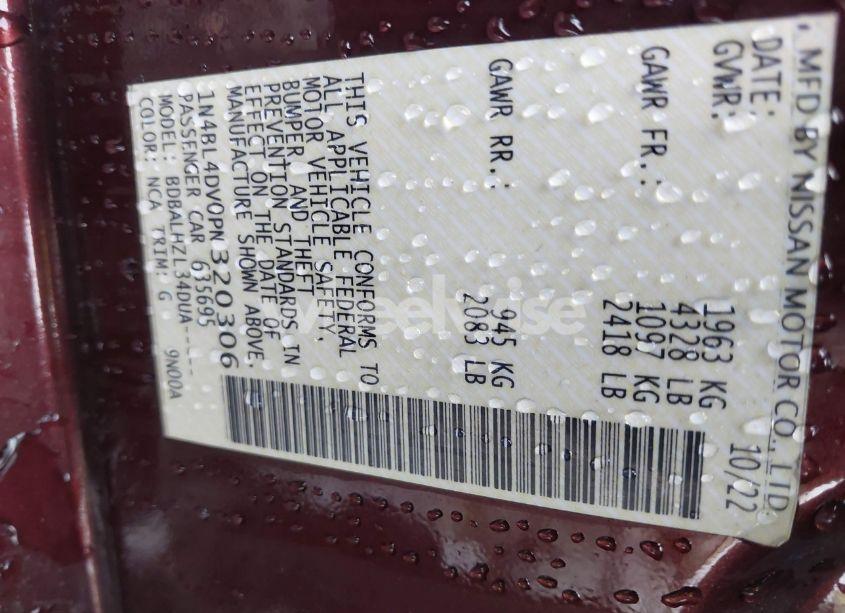 MFD BY NISSAN MOTOR CO., LTD.
DATE: 10/22
GVWR: 1963 KG
4328 LB
GAWR FR.: 1097 KG
2418 LB
GAWR RR.: 945 KG
2083 LB
THIS VEHICLE CONFORMS TO
ALL APPLICABLE FEDERAL
MOTOR VEHICLE SAFETY,
BUMPER AND THEFT
PREVENTION STANDARDS IN
EFFECT ON THE DATE OF
MANUFACTURE SHOWN ABOVE.
1N4BL4DV0PN320306
PASSENGER CAR 635695
MODEL: BDBALHZL34DUA-----
COLOR: NCA TRIM: G 9N00A
wheelwise